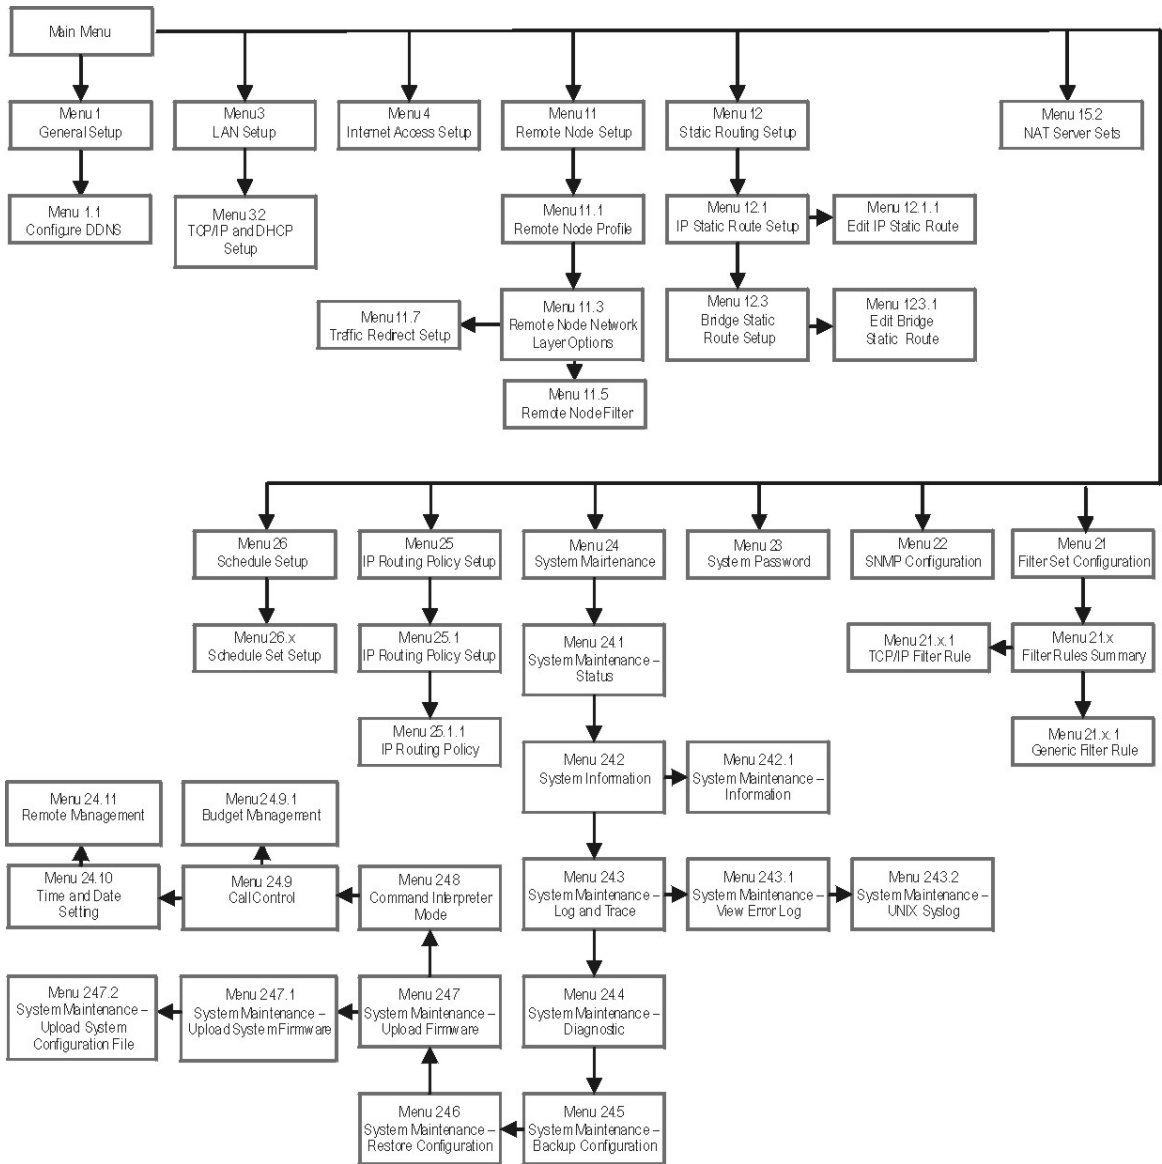 Main Menu
Menu 1
General Setup
Menu 3
LAN Setup
Menu 4
Internet Access Setup
Menu 11
Remote Node Setup
Menu 12
Static Routing Setup
Menu 15.2
NAT Server Sets
Menu 1.1
Configure DDNS
Menu 3.2
TCP/IP and DHCP
Setup
Menu 11.1
Remote Node Profile
Menu 12.1
IP Static Route Setup
Menu 12.1.1
Edit IP Static Route
Menu 11.7
Traffic Redirect Setup
Menu 11.3
Remote Node Network
Layer Options
Menu 12.3
Bridge Static
Route Setup
Menu 12.3.1
Edit Bridge
Static Route
Menu 11.5
Remote Node Filter
Menu 26
Schedule Setup
Menu 25
IP Routing Policy Setup
Menu 24
System Maintenance
Menu 23
System Password
Menu 22
SNMP Configuration
Menu 21
Filter Set Configuration
Menu 26.x
Schedule Set Setup
Menu 25.1
IP Routing Policy Setup
Menu 24.1
System Maintenance –
Status
Menu 21.x.1
TCP/IP Filter Rule
Menu 21.x
Filter Rules Summary
Menu 25.1.1
IP Routing Policy
Menu 24.2
System Information
Menu 24.2.1
System Maintenance –
Information
Menu 21.x.1
Generic Filter Rule
Menu 24.11
Remote Management
Menu 24.9.1
Budget Management
Menu 24.10
Time and Date
Setting
Menu 24.9
Call Control
Menu 24.8
Command Interpreter
Mode
Menu 24.3
System Maintenance –
Log and Trace
Menu 24.3.1
System Maintenance –
View Error Log
Menu 24.3.2
System Maintenance –
UNIX Syslog
Menu 24.7.2
System Maintenance –
Upload System
Configuration File
Menu 24.7.1
System Maintenance –
Upload System Firmware
Menu 24.7
System Maintenance –
Upload Firmware
Menu 24.4
System Maintenance –
Diagnostic
Menu 24.6
System Maintenance –
Restore Configuration
Menu 24.5
System Maintenance –
Backup Configuration